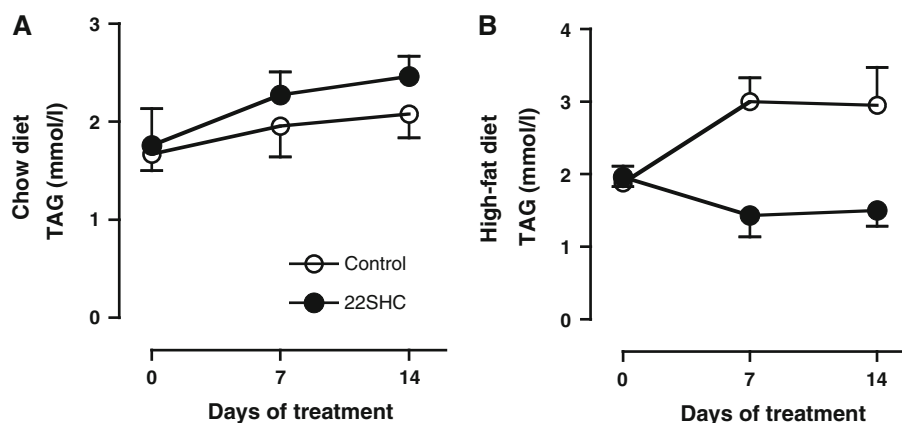 A
Chow diet
TAG (mmol/l)
3
2
1
0
Control
22SHC
0 7 14
Days of treatment
B
High-fat diet
TAG (mmol/l)
4
3
2
1
0
0 7 14
Days of treatment